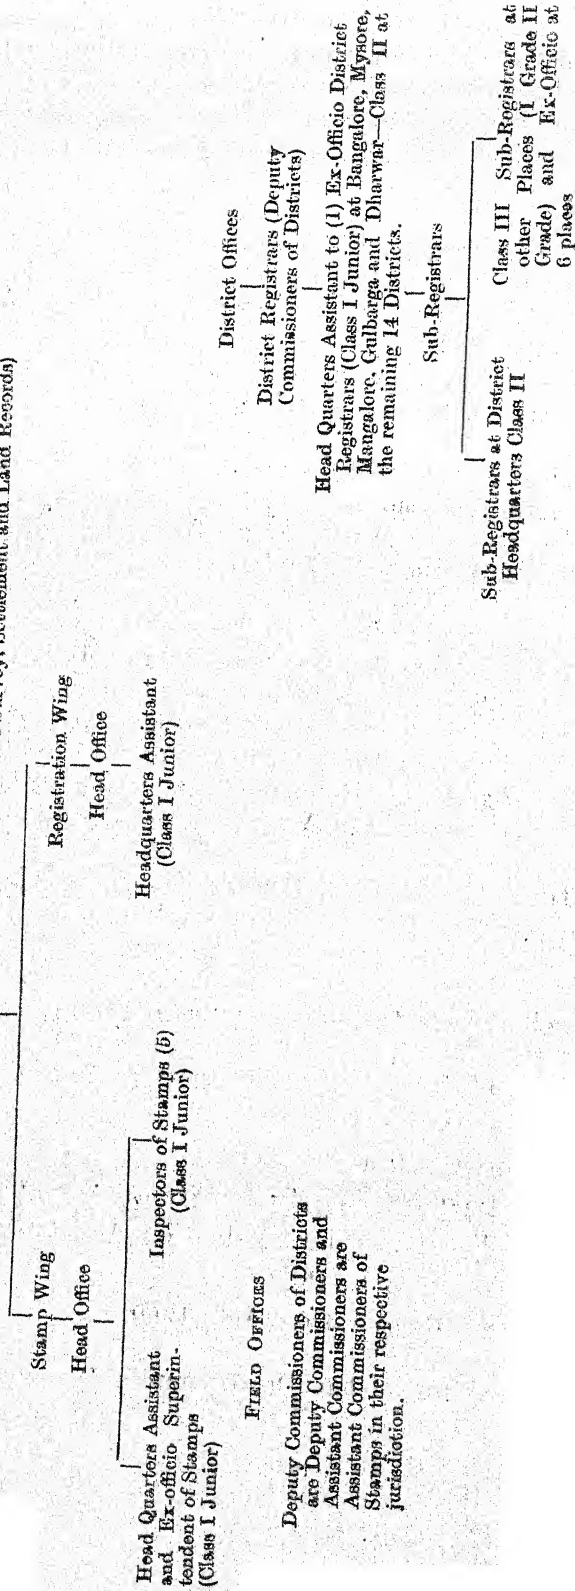 Survey, Settlement and Land Records)
Stamp Wing
Head Office
Head Quarters Assistant
and Ex-officio Superin-
tendent of Stamps
(Class I Junior)
Inspectors of Stamps (5)
(Class I Junior)
FIELD OFFICES
Deputy Commissioners of Districts
are Deputy Commissioners and
Assistant Commissioners are
Assistant Commissioners of
Stamps in their respective
jurisdiction.
Registration Wing
Head Office
Headquarters Assistant
(Class I Junior)
District Offices
District Registrars (Deputy
Commissioners of Districts)
Head Quarters Assistant to (1) Ex-Officio District
Registrars (Class I Junior) at Bangalore, Mysore,
Mangalore, Gulbarga and Dharwar—Class II at
the remaining 14 Districts.
Sub-Registrars
Sub-Registrars at District
Headquarters Class II
Class III Sub-Registrars at
other Places (I Grade II
Grade) and Ex-Officio at
6 places